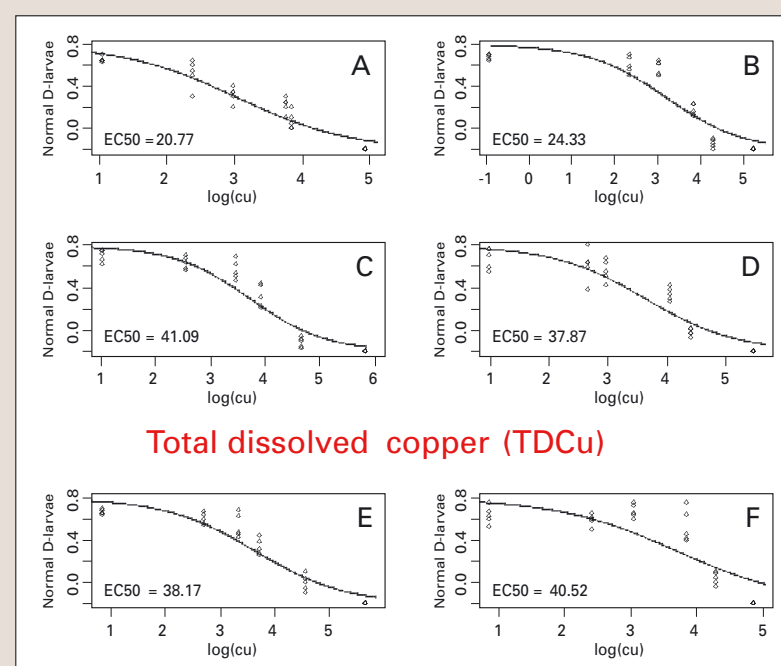 A
Normal D-larvae
0.8
0.4
0.0
EC50 = 20.77
1 2 3 4 5
log(cu)
B
Normal D-larvae
0.8
0.4
0.0
EC50 = 24.33
-1 0 1 2 3 4 5
log(cu)
C
Normal D-larvae
0.8
0.4
0.0
EC50 = 41.09
1 2 3 4 5 6
log(cu)
D
Normal D-larvae
0.8
0.4
0.0
EC50 = 37.87
1 2 3 4 5
log(cu)
Total dissolved copper (TDCu)
E
Normal D-larvae
0.8
0.4
0.0
EC50 = 38.17
1 2 3 4 5
log(cu)
F
Normal D-larvae
0.8
0.4
0.0
EC50 = 40.52
1 2 3 4 5
log(cu)